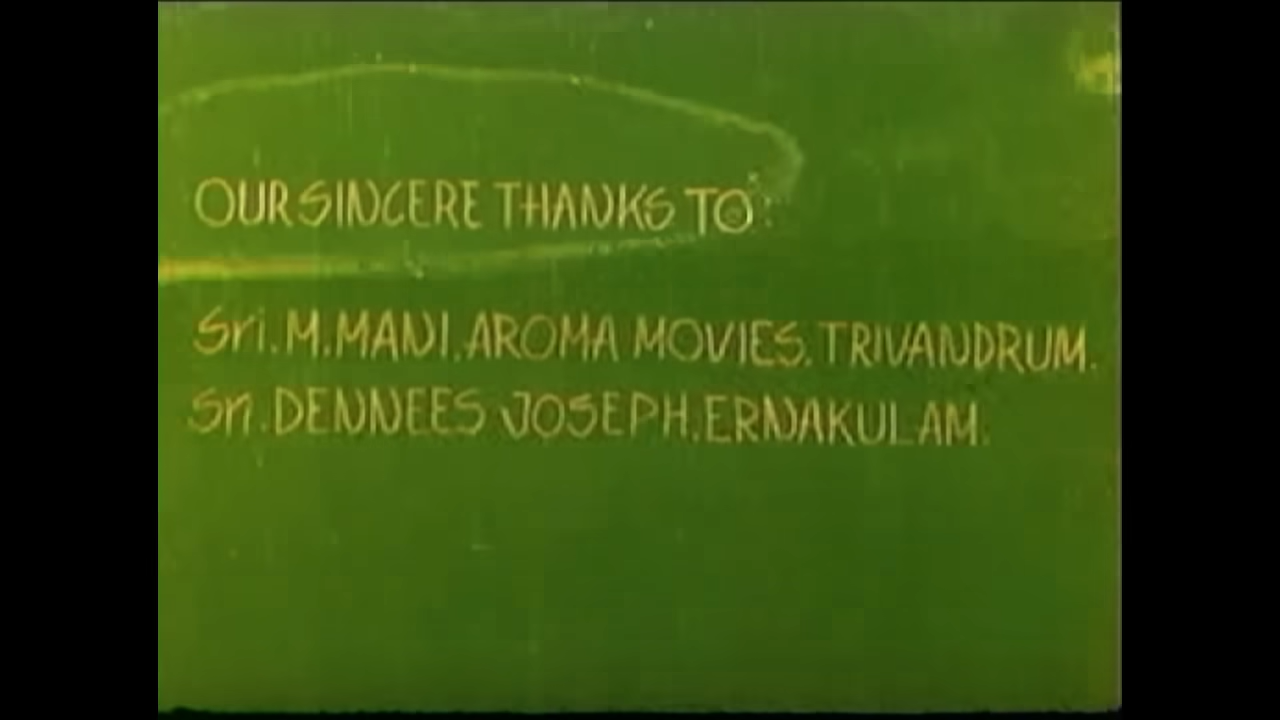 OUR SINCERE THANKS TO:
Sri. M. MANI. AROMA MOVIES. TRIVANDRUM.
Sri. DENNEES JOSEPH. ERNAKULAM.